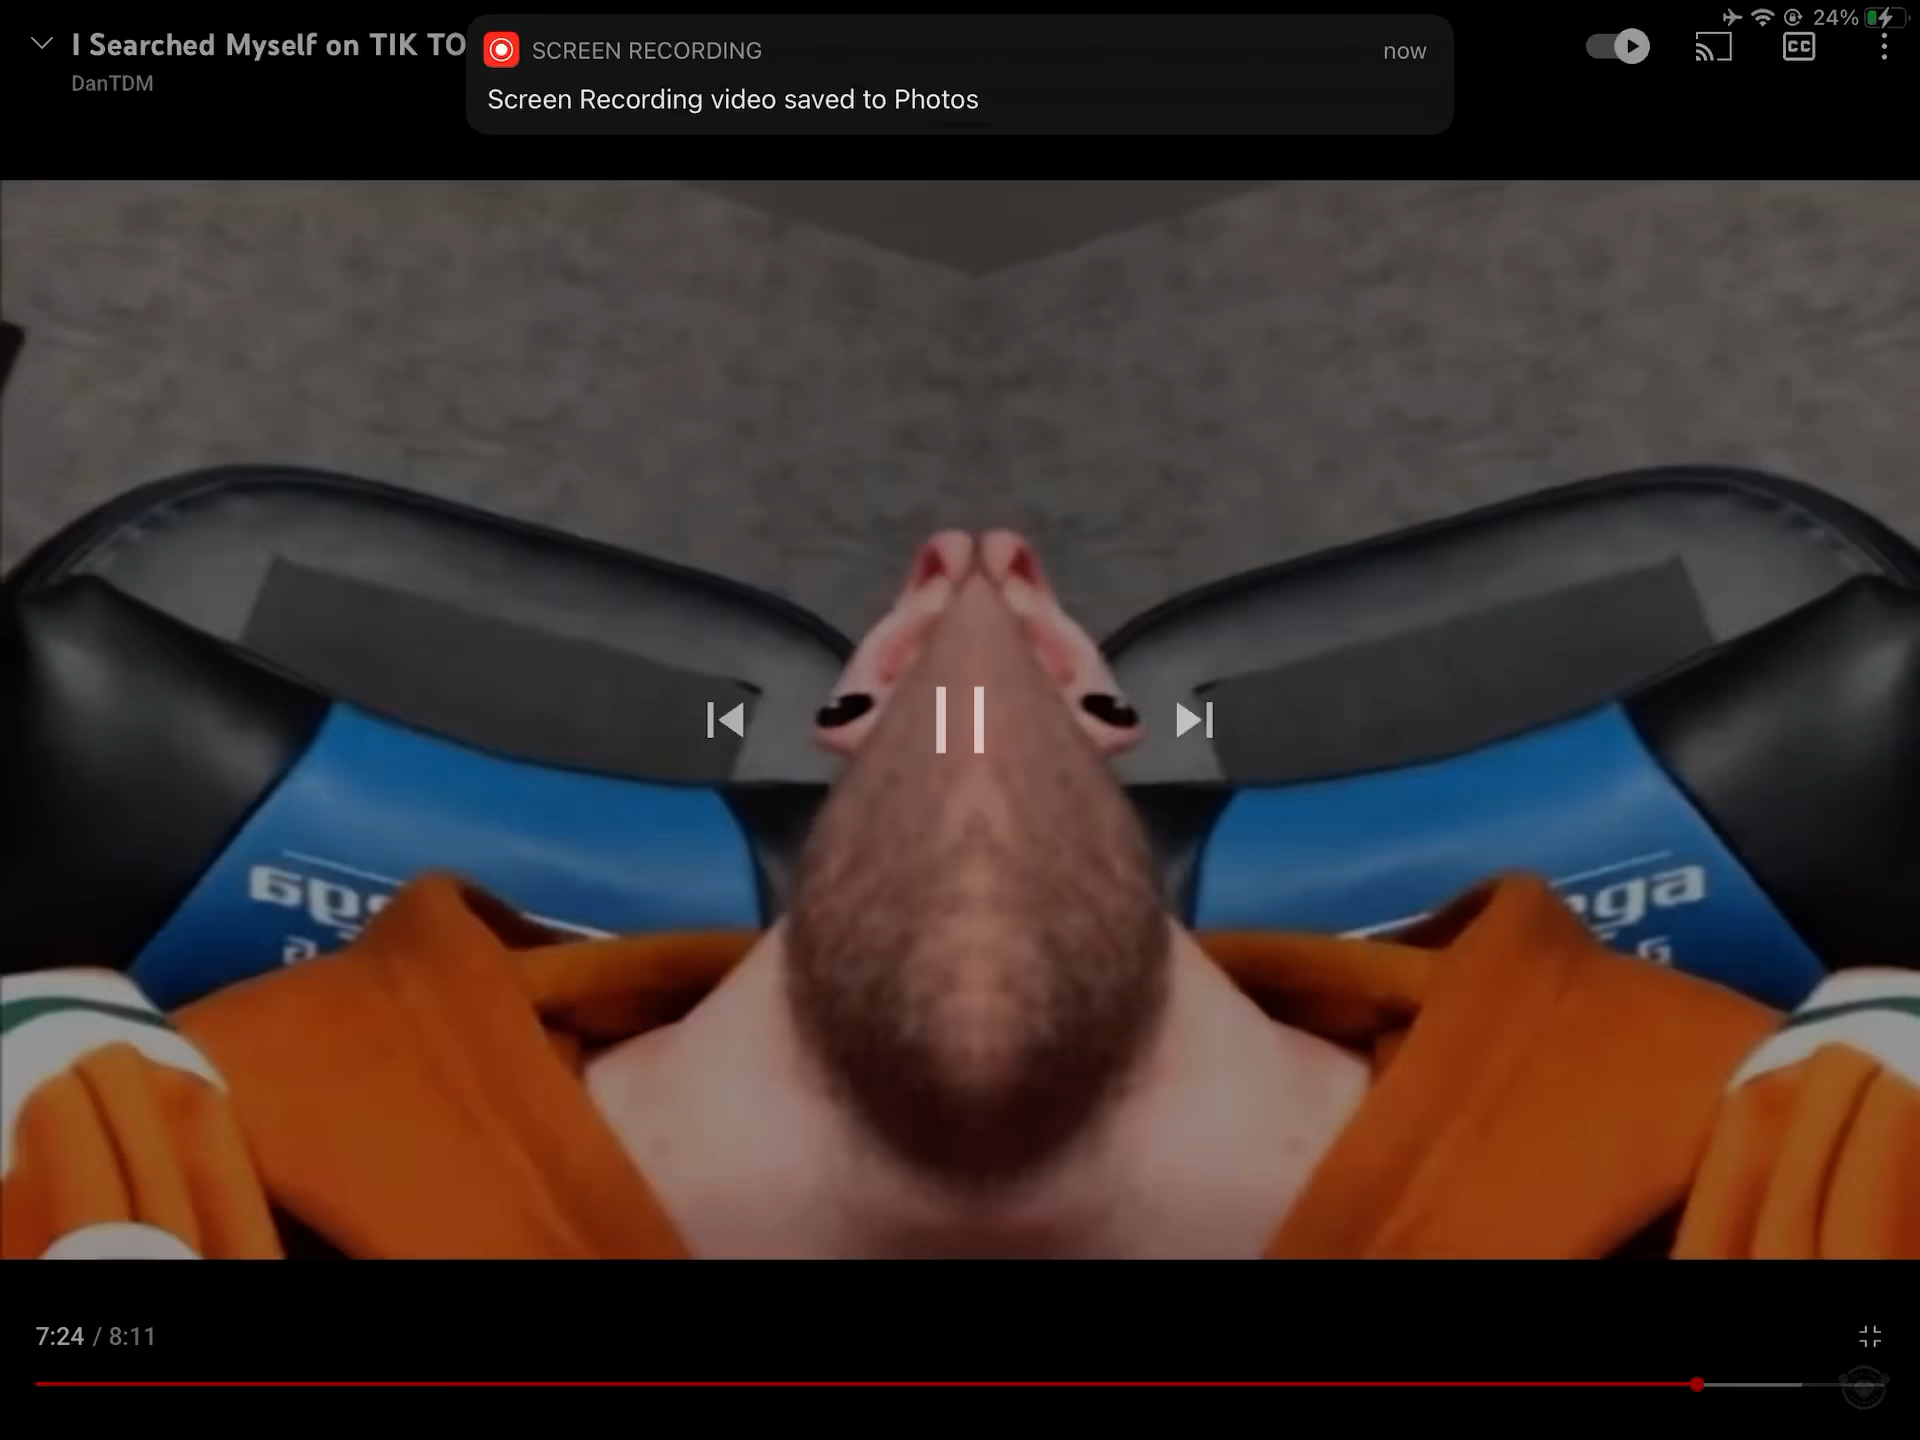 I Searched Myself on TIK TO
DanTDM
SCREEN RECORDING
now
Screen Recording video saved to Photos
24%
CC
7:24 / 8:11